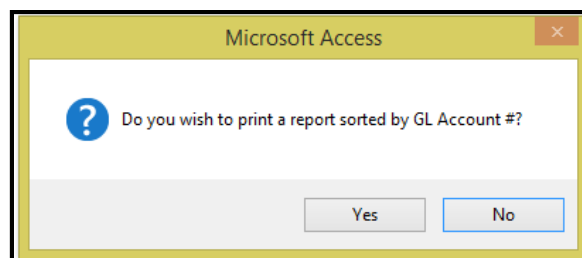 Microsoft Access
Do you wish to print a report sorted by GL Account #?
Yes No